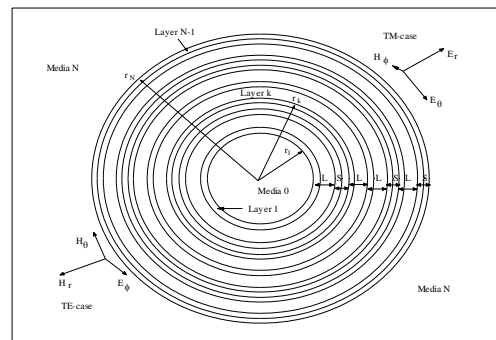 Layer N-1
TM-case
Media N
H ϕ
E r
r N
Layer k
r k
E θ
r l
L S L L S L S
Media 0
Layer 1
H θ
H r
E ϕ
TE-case
Media N